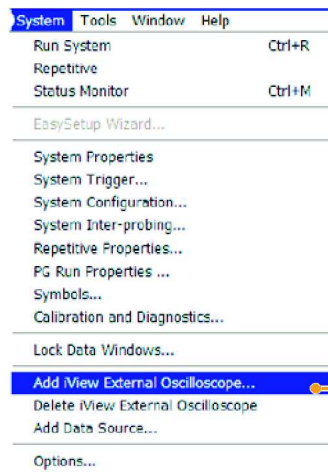 System Tools Window Help
Run System Ctrl+R
Repetitive
Status Monitor Ctrl+M
EasySetup Wizard...
System Properties
System Trigger...
System Configuration...
System Inter-probing...
Repetitive Properties...
PG Run Properties ...
Symbols...
Calibration and Diagnostics...
Lock Data Windows...
Add iView External Oscilloscope...
Delete iView External Oscilloscope
Add Data Source...
Options...